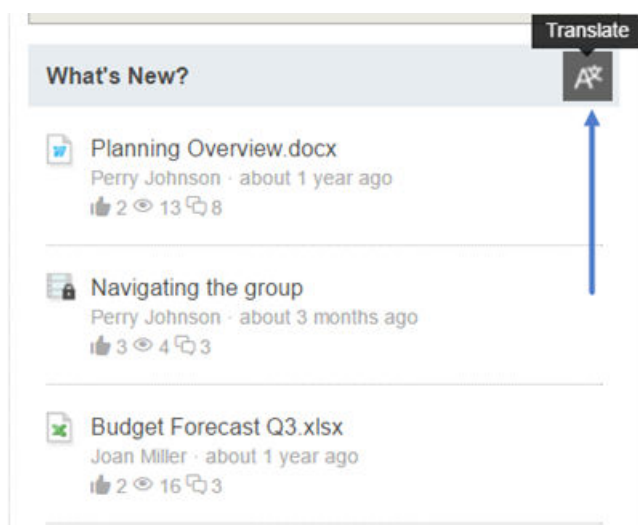 Translate
What's New?
Planning Overview.docx
Perry Johnson · about 1 year ago
2 13 8
Navigating the group
Perry Johnson · about 3 months ago
3 4 3
Budget Forecast Q3.xlsx
Joan Miller · about 1 year ago
2 16 3